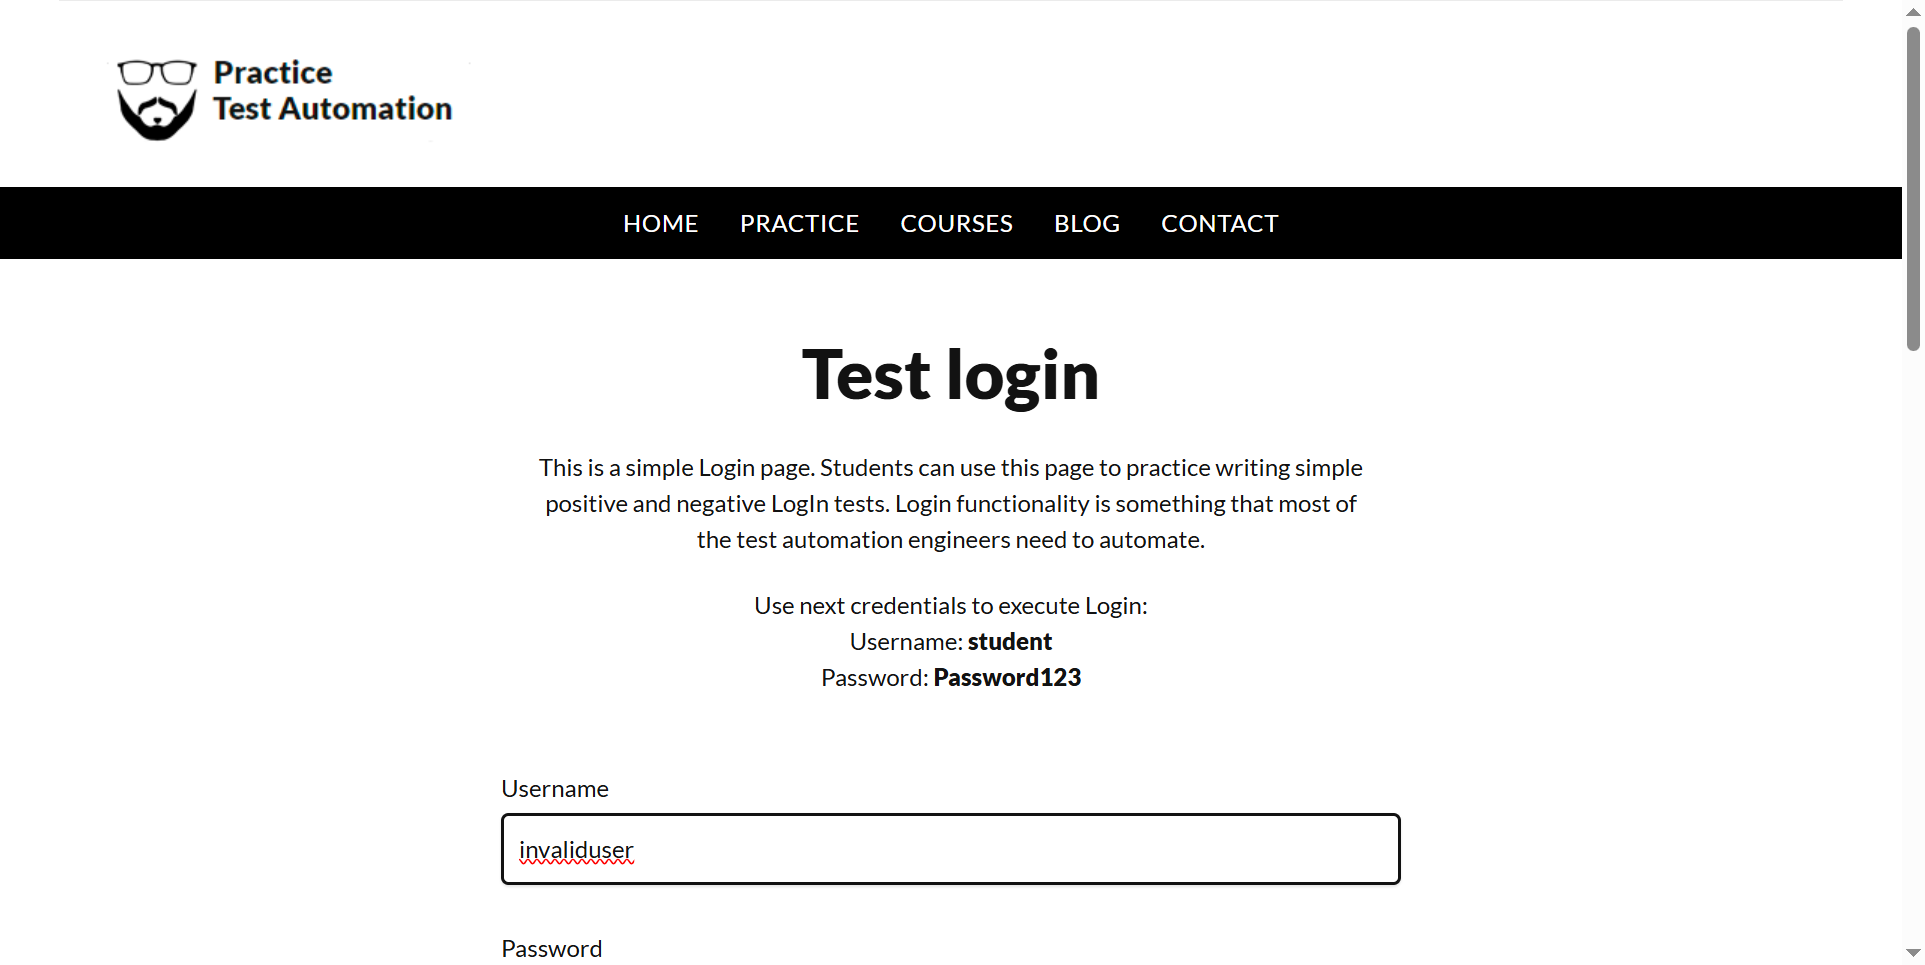 Practice
Test Automation
HOME PRACTICE COURSES BLOG CONTACT
Test login
This is a simple Login page. Students can use this page to practice writing simple
positive and negative LogIn tests. Login functionality is something that most of
the test automation engineers need to automate.
Use next credentials to execute Login:
Username: student
Password: Password123
Username
invaliduser
Password